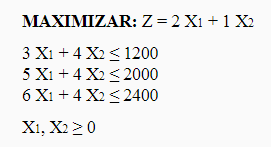 MAXIMIZAR: Z = 2 X1 + 1 X2
3 X1 + 4 X2 ≤ 1200
5 X1 + 4 X2 ≤ 2000
6 X1 + 4 X2 ≤ 2400
X1, X2 ≥ 0